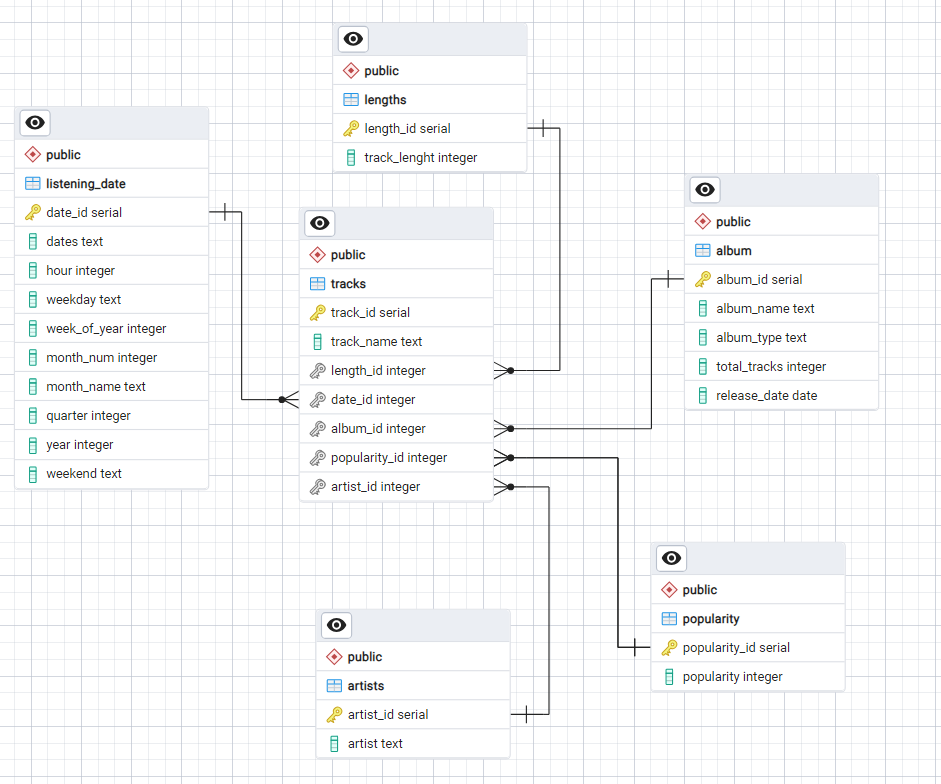 public
lengths
length_id serial
track_lenght integer
public
listening_date
date_id serial
dates text
hour integer
weekday text
week_of_year integer
month_num integer
month_name text
quarter integer
year integer
weekend text
public
tracks
track_id serial
track_name text
length_id integer
date_id integer
album_id integer
popularity_id integer
artist_id integer
public
album
album_id serial
album_name text
album_type text
total_tracks integer
release_date date
public
popularity
popularity_id serial
popularity integer
public
artists
artist_id serial
artist text